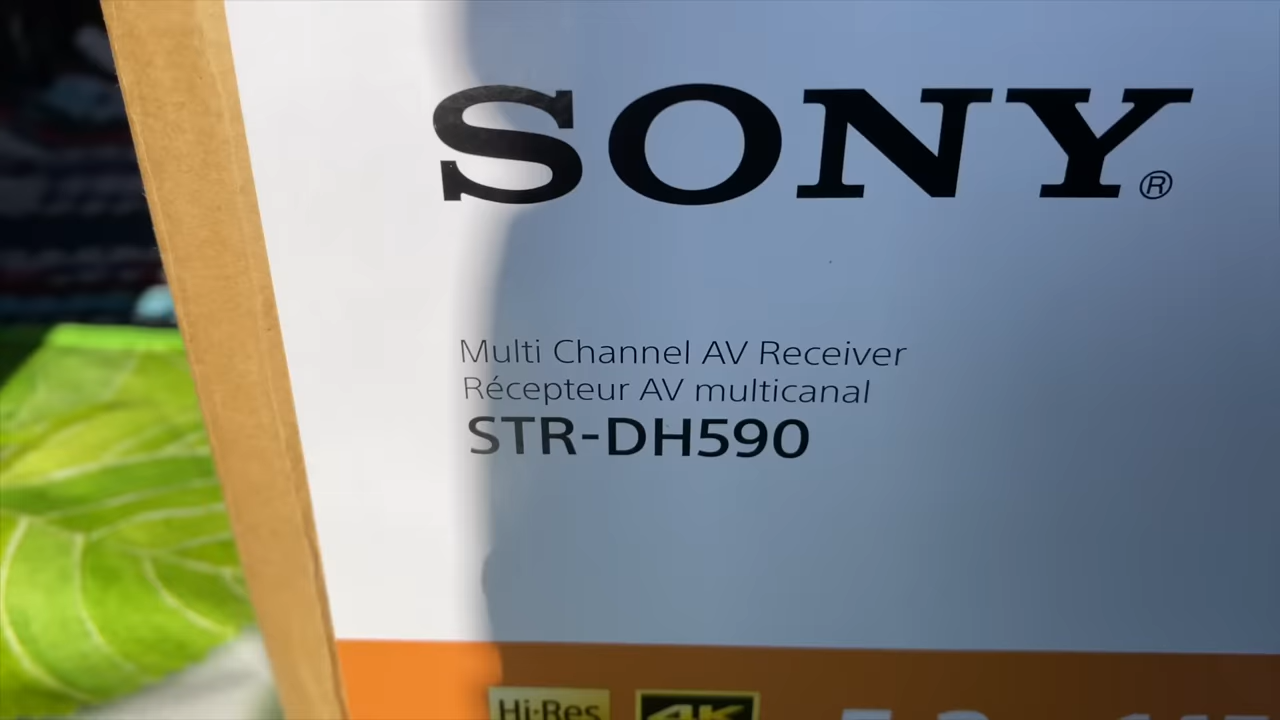 SONY®
Multi Channel AV Receiver
Récepteur AV multicanal
STR-DH590
Hi-Res
4K